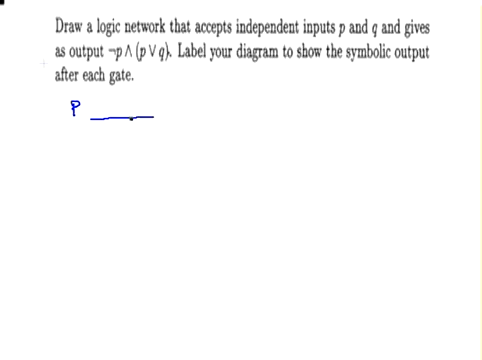 Draw a logic network that accepts independent inputs p and q and gives
as output ¬p ∧ (p ∨ q). Label your diagram to show the symbolic output
after each gate.
P